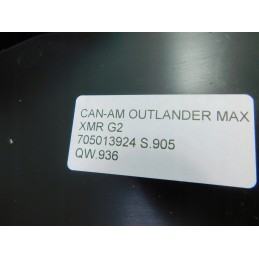 CAN-AM OUTLANDER MAX
XMR G2
705013924 S.905
QW.936